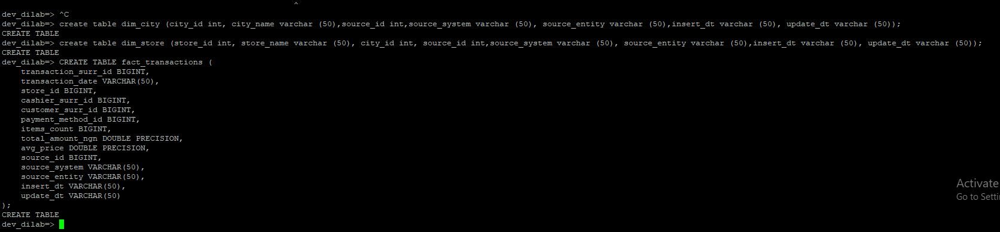 ^
dev_dilab=> ^C
dev_dilab=> create table dim_city (city_id int, city_name varchar (50),source_id int,source_system varchar (50), source_entity varchar (50),insert_dt varchar (50), update_dt varchar (50));
CREATE TABLE
dev_dilab=> create table dim_store (store_id int, store_name varchar (50), city_id int, source_id int,source_system varchar (50), source_entity varchar (50),insert_dt varchar (50), update_dt varchar (50));
CREATE TABLE
dev_dilab=> CREATE TABLE fact_transactions (
    transaction_surr_id BIGINT,
    transaction_date VARCHAR(50),
    store_id BIGINT,
    cashier_surr_id BIGINT,
    customer_surr_id BIGINT,
    payment_method_id BIGINT,
    items_count BIGINT,
    total_amount_ngn DOUBLE PRECISION,
    avg_price DOUBLE PRECISION,
    source_id BIGINT,
    source_system VARCHAR(50),
    source_entity VARCHAR(50),
    insert_dt VARCHAR(50),
    update_dt VARCHAR(50)
);
CREATE TABLE
dev_dilab=>
Activate
Go to Setti